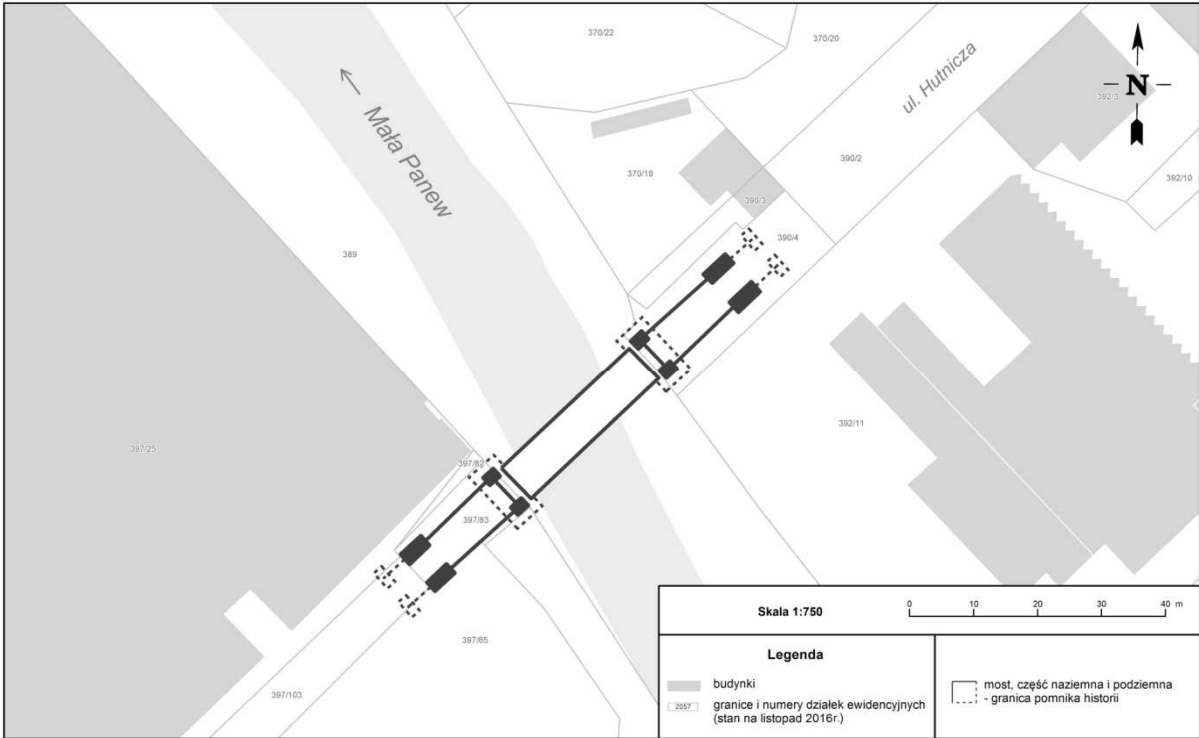 370/22
370/20
ul. Hutnicza
N
392/3
Mała Panew
390/2
370/19
392/10
390/3
390/4
389
392/11
397/25
397/82
397/83
397/65
397/103
Skala 1:750
0 10 20 30 40 m
Legenda
budynki
2057 granice i numery działek ewidencyjnych
(stan na listopad 2016r.)
most, część naziemna i podziemna
- granica pomnika historii